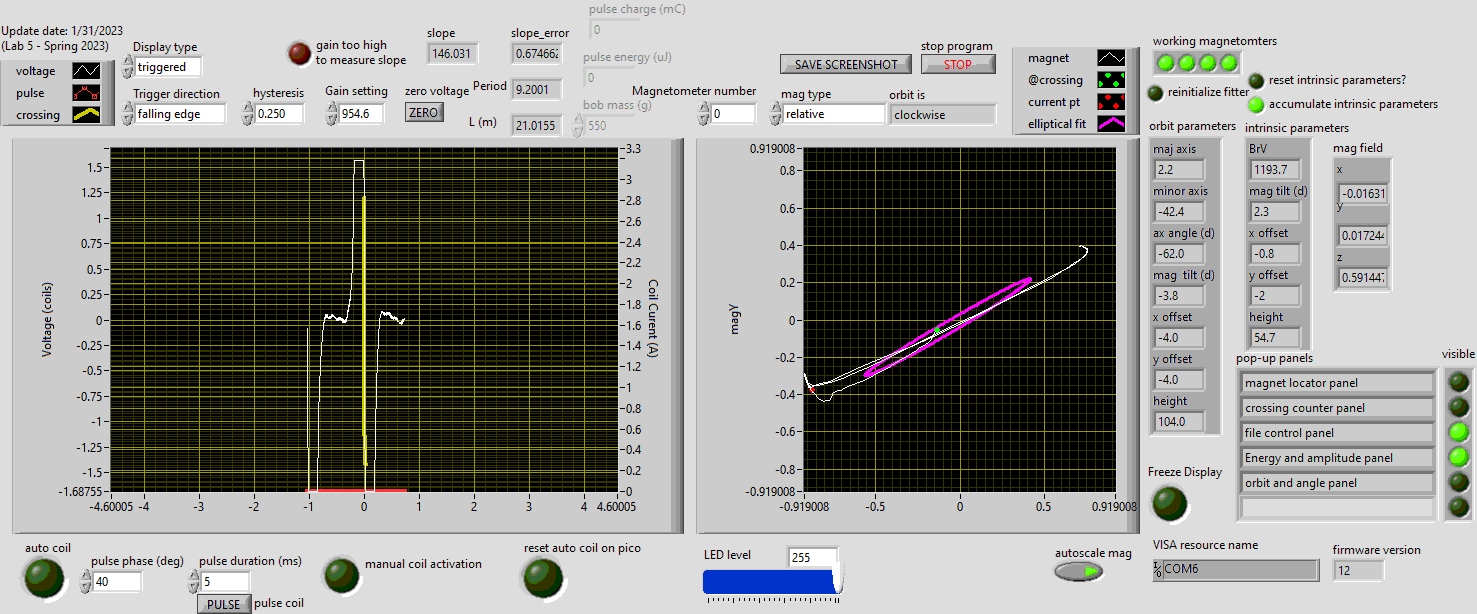 Update date: 1/31/2023
(Lab 5 - Spring 2023)
voltage
pulse
crossing
Display type
triggered
Trigger direction
falling edge
gain too high
to measure slope
hysteresis
0.250
Gain setting
954.6
slope
146.031
zero voltage
ZERO
slope_error
0.674662
Period
9.2001
L (m)
21.0155
pulse charge (mC)
0
pulse energy (uJ)
0
bob mass (g)
550
Magnetometer number
0
SAVE SCREENSHOT
stop program
STOP
mag type
relative
orbit is
clockwise
magnet
@crossing
current pt
elliptical fit
working magnetomters
reinitialize fitter
reset intrinsic parameters?
accumulate intrinsic parameters
Voltage (coils)
1.5
1.25
1
0.75
0.5
0.25
0
-0.25
-0.5
-0.75
-1
-1.25
-1.5
-1.68755
-4.60005
-4
-3
-2
-1
0
1
2
3
4
4.60005
3.3
3
2.8
2.6
2.4
2.2
2
1.8
1.6
1.4
1.2
1
0.8
0.6
0.4
0.2
0
Coil Curent (A)
magy
0.919008
0.8
0.6
0.4
0.2
0
-0.2
-0.4
-0.6
-0.8
-0.919008
-0.919008
-0.5
0
0.5
0.919008
orbit parameters
maj axis
2.2
minor axis
-42.4
ax angle (d)
-62.0
mag tilt (d)
-3.8
x offset
-4.0
y offset
-4.0
height
104.0
intrinsic parameters
BrV
1193.7
mag tilt (d)
2.3
x offset
-0.8
y offset
-2
height
54.7
mag field
x
-0.01631
y
0.017244
z
0.591447
pop-up panels
visible
magnet locator panel
crossing counter panel
file control panel
Energy and amplitude panel
orbit and angle panel
Freeze Display
auto coil
pulse phase (deg)
40
pulse duration (ms)
5
PULSE
pulse coil
manual coil activation
reset auto coil on pico
LED level
255
autoscale mag
VISA resource name
COM6
firmware version
12